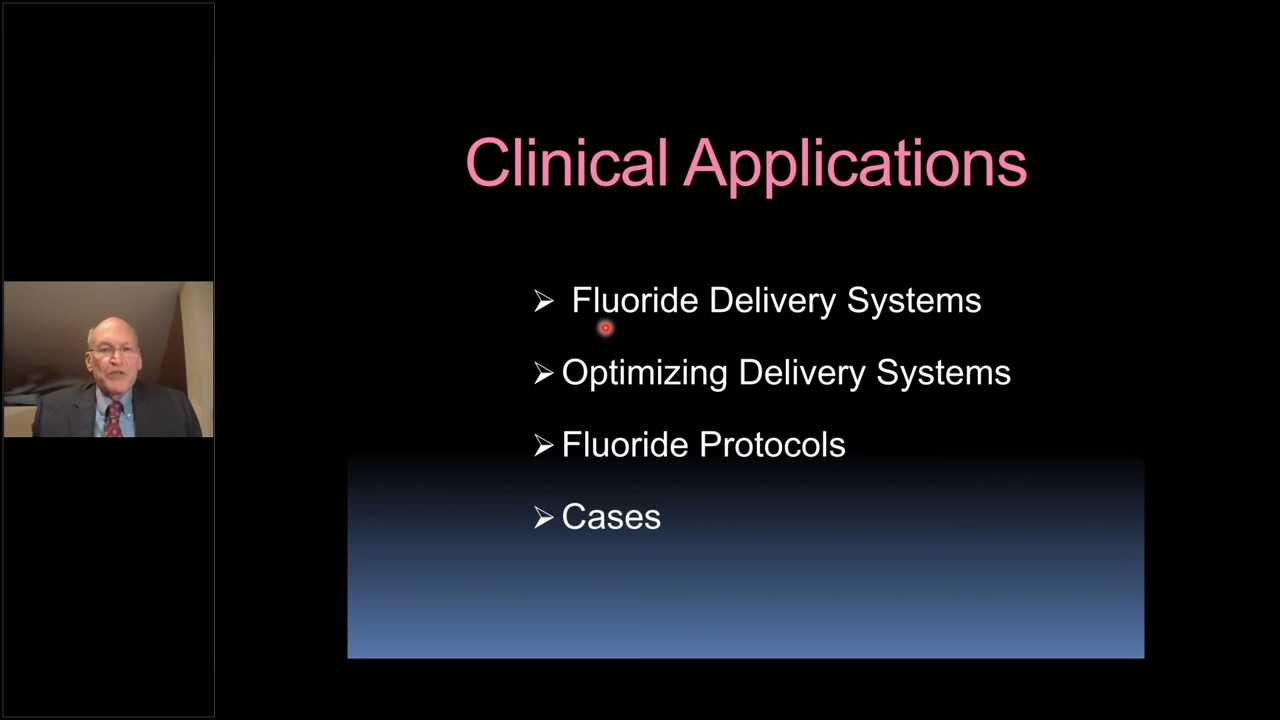 Clinical Applications
➢ Fluoride Delivery Systems
➢ Optimizing Delivery Systems
➢ Fluoride Protocols
➢ Cases